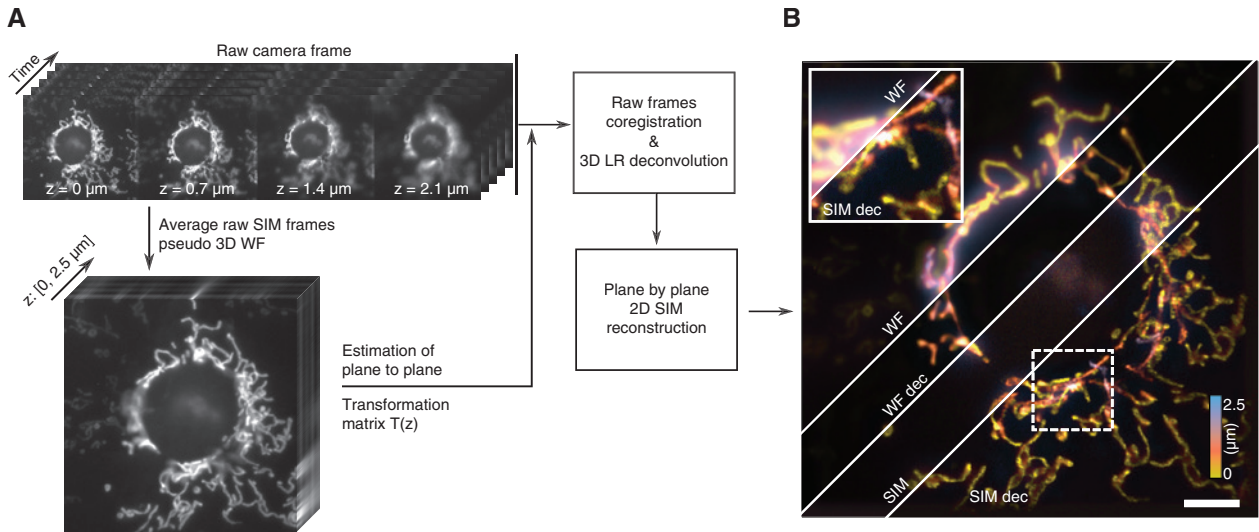 A
Raw camera frame
Time
z = 0 µm
z = 0.7 µm
z = 1.4 µm
z = 2.1 µm
Average raw SIM frames
pseudo 3D WF
z: [0, 2.5 µm]
Estimation of
plane to plane
Transformation
matrix T(z)
Raw frames
coregistration
&
3D LR deconvolution
Plane by plane
2D SIM
reconstruction
B
WF
SIM dec
WF
WF dec
SIM
SIM dec
2.5
(µm)
0